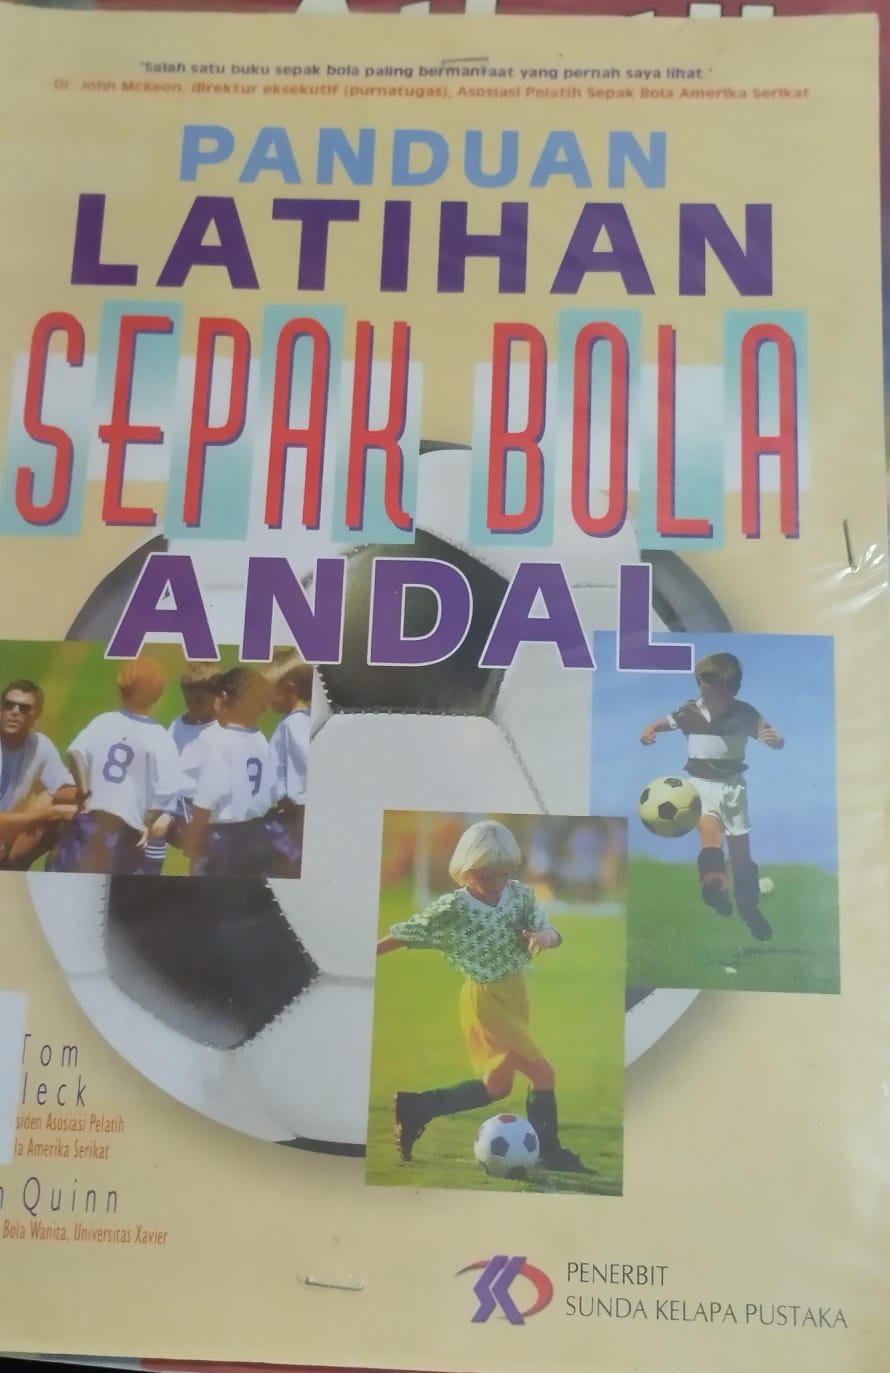 "Salah satu buku sepak bola paling bermanfaat yang pernah saya lihat."
—Dr. John McKeon, direktur eksekutif (purnatugas), Asosiasi Pelatih Sepak Bola Amerika Serikat
PANDUAN
LATIHAN
SEPAK BOLA
ANDAL
8
9
Tom
leck
siden Asosiasi Pelatih
la Amerika Serikat
n Quinn
Bola Wanita, Universitas Xavier
SK
PENERBIT
SUNDA KELAPA PUSTAKA